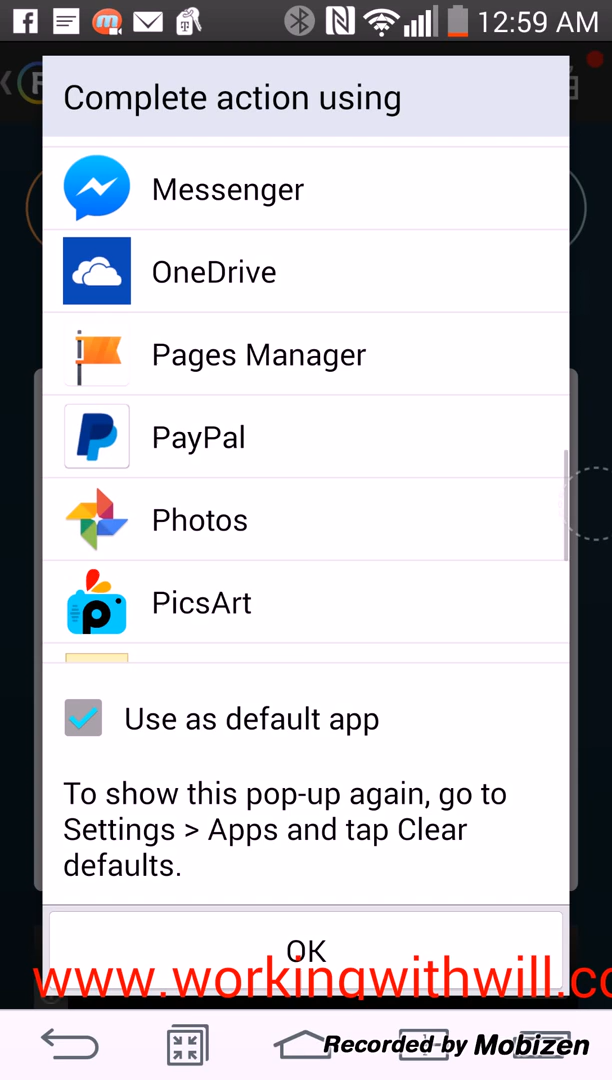 12:59 AM
Complete action using
Messenger
OneDrive
Pages Manager
PayPal
Photos
PicsArt
Use as default app
To show this pop-up again, go to
Settings > Apps and tap Clear
defaults.
OK
www.workingwithwill.co
Recorded by Mobizen